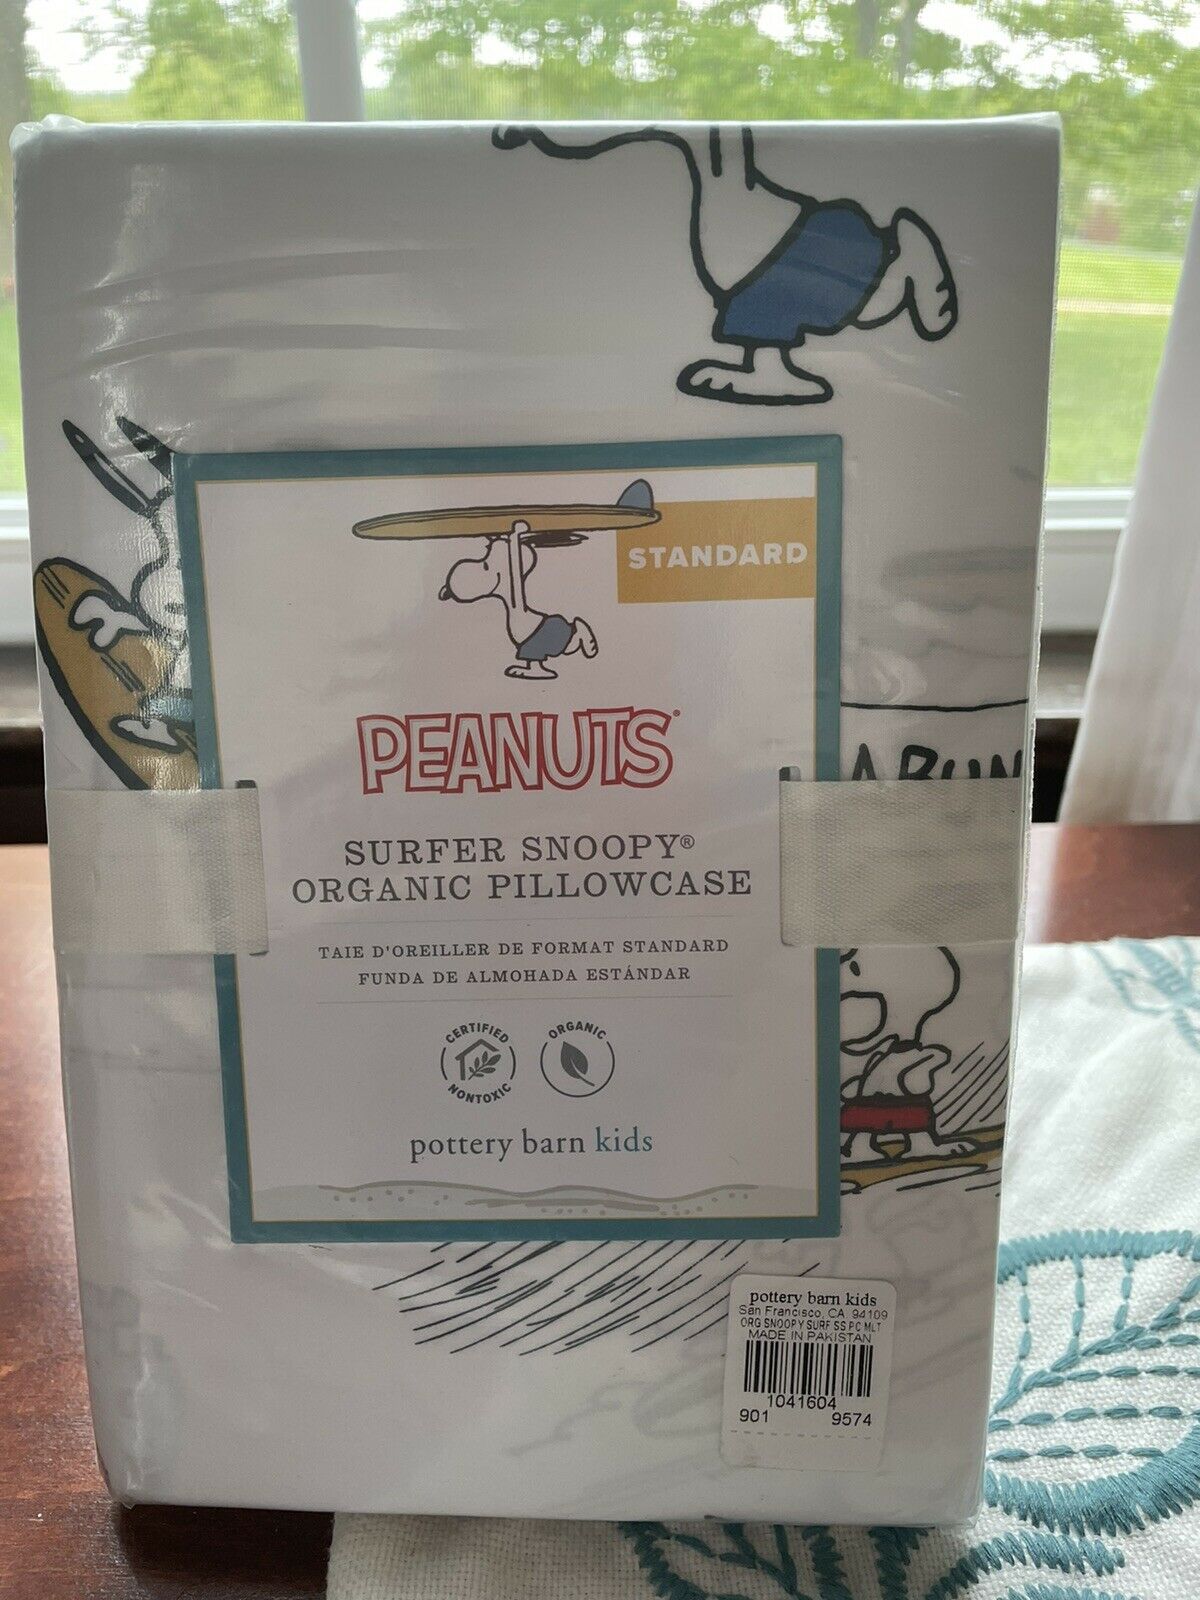 STANDARD
PEANUTS
SURFER SNOOPY®
ORGANIC PILLOWCASE
TAIE D'OREILLER DE FORMAT STANDARD
FUNDA DE ALMOHADA ESTÁNDAR
CERTIFIED
NONTOXIC
ORGANIC
pottery barn kids
pottery barn kids
San Francisco, CA 94109
ORG SNOOPY SURF SS PC MLT
MADE IN PAKISTAN
1041604
901 9574